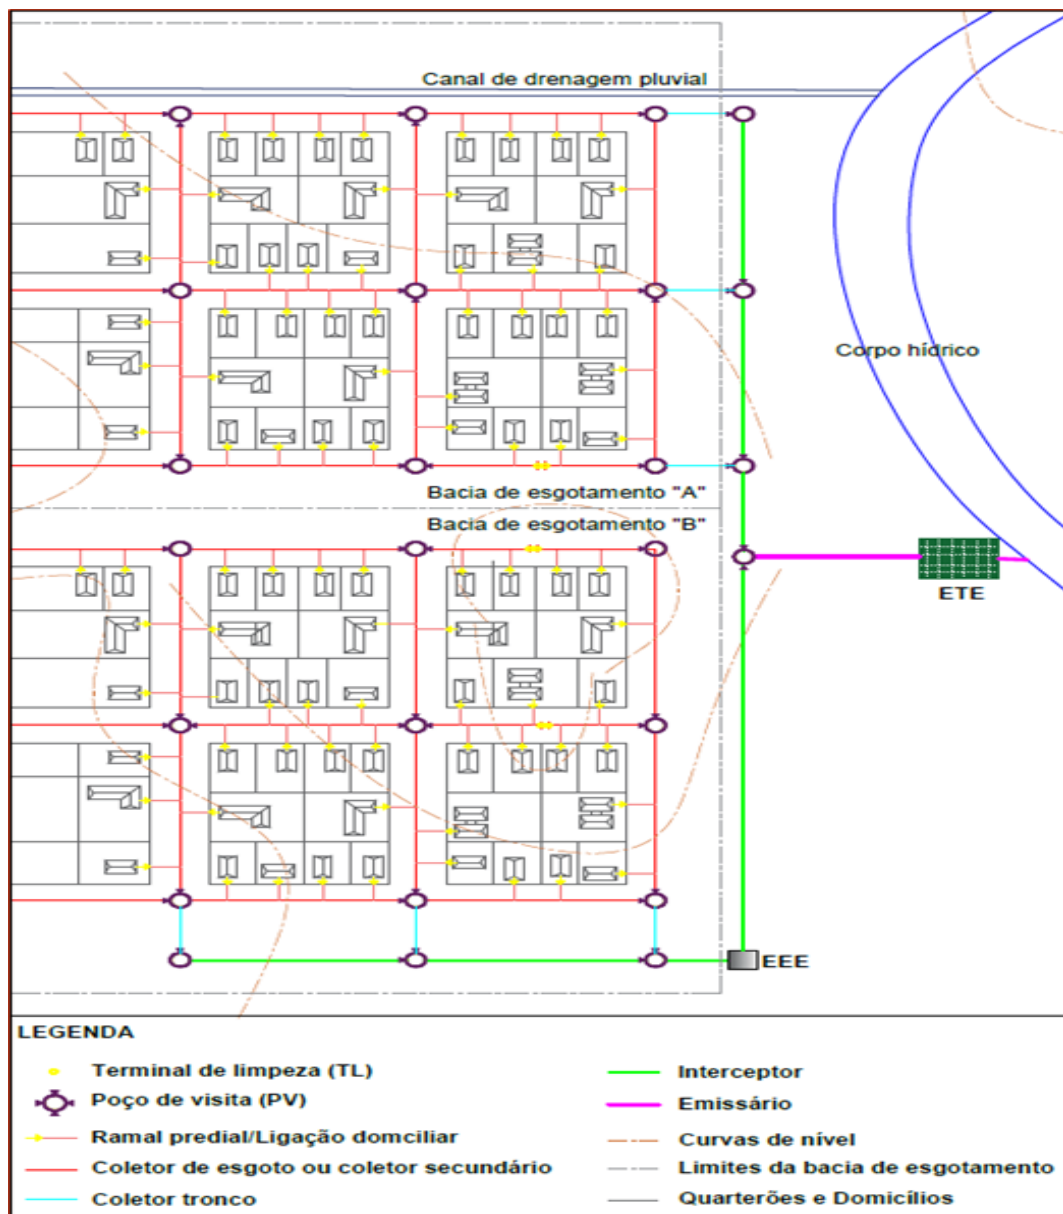 Canal de drenagem pluvial
Corpo hídrico
Bacia de esgotamento "A"
Bacia de esgotamento "B"
ETE
EEE
LEGENDA
Terminal de limpeza (TL)
Poço de visita (PV)
Ramal predial/Ligação domciliar
Coletor de esgoto ou coletor secundário
Coletor tronco
Interceptor
Emissário
Curvas de nível
Limites da bacia de esgotamento
Quarterões e Domicílios